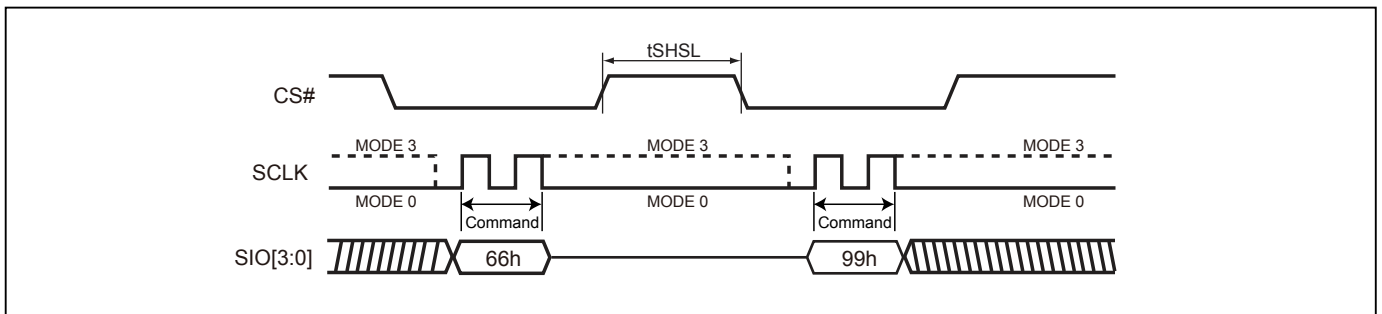 tSHSL
CS#
MODE 3 MODE 3 MODE 3
SCLK
MODE 0 MODE 0 MODE 0
Command Command
SIO[3:0] 66h 99h